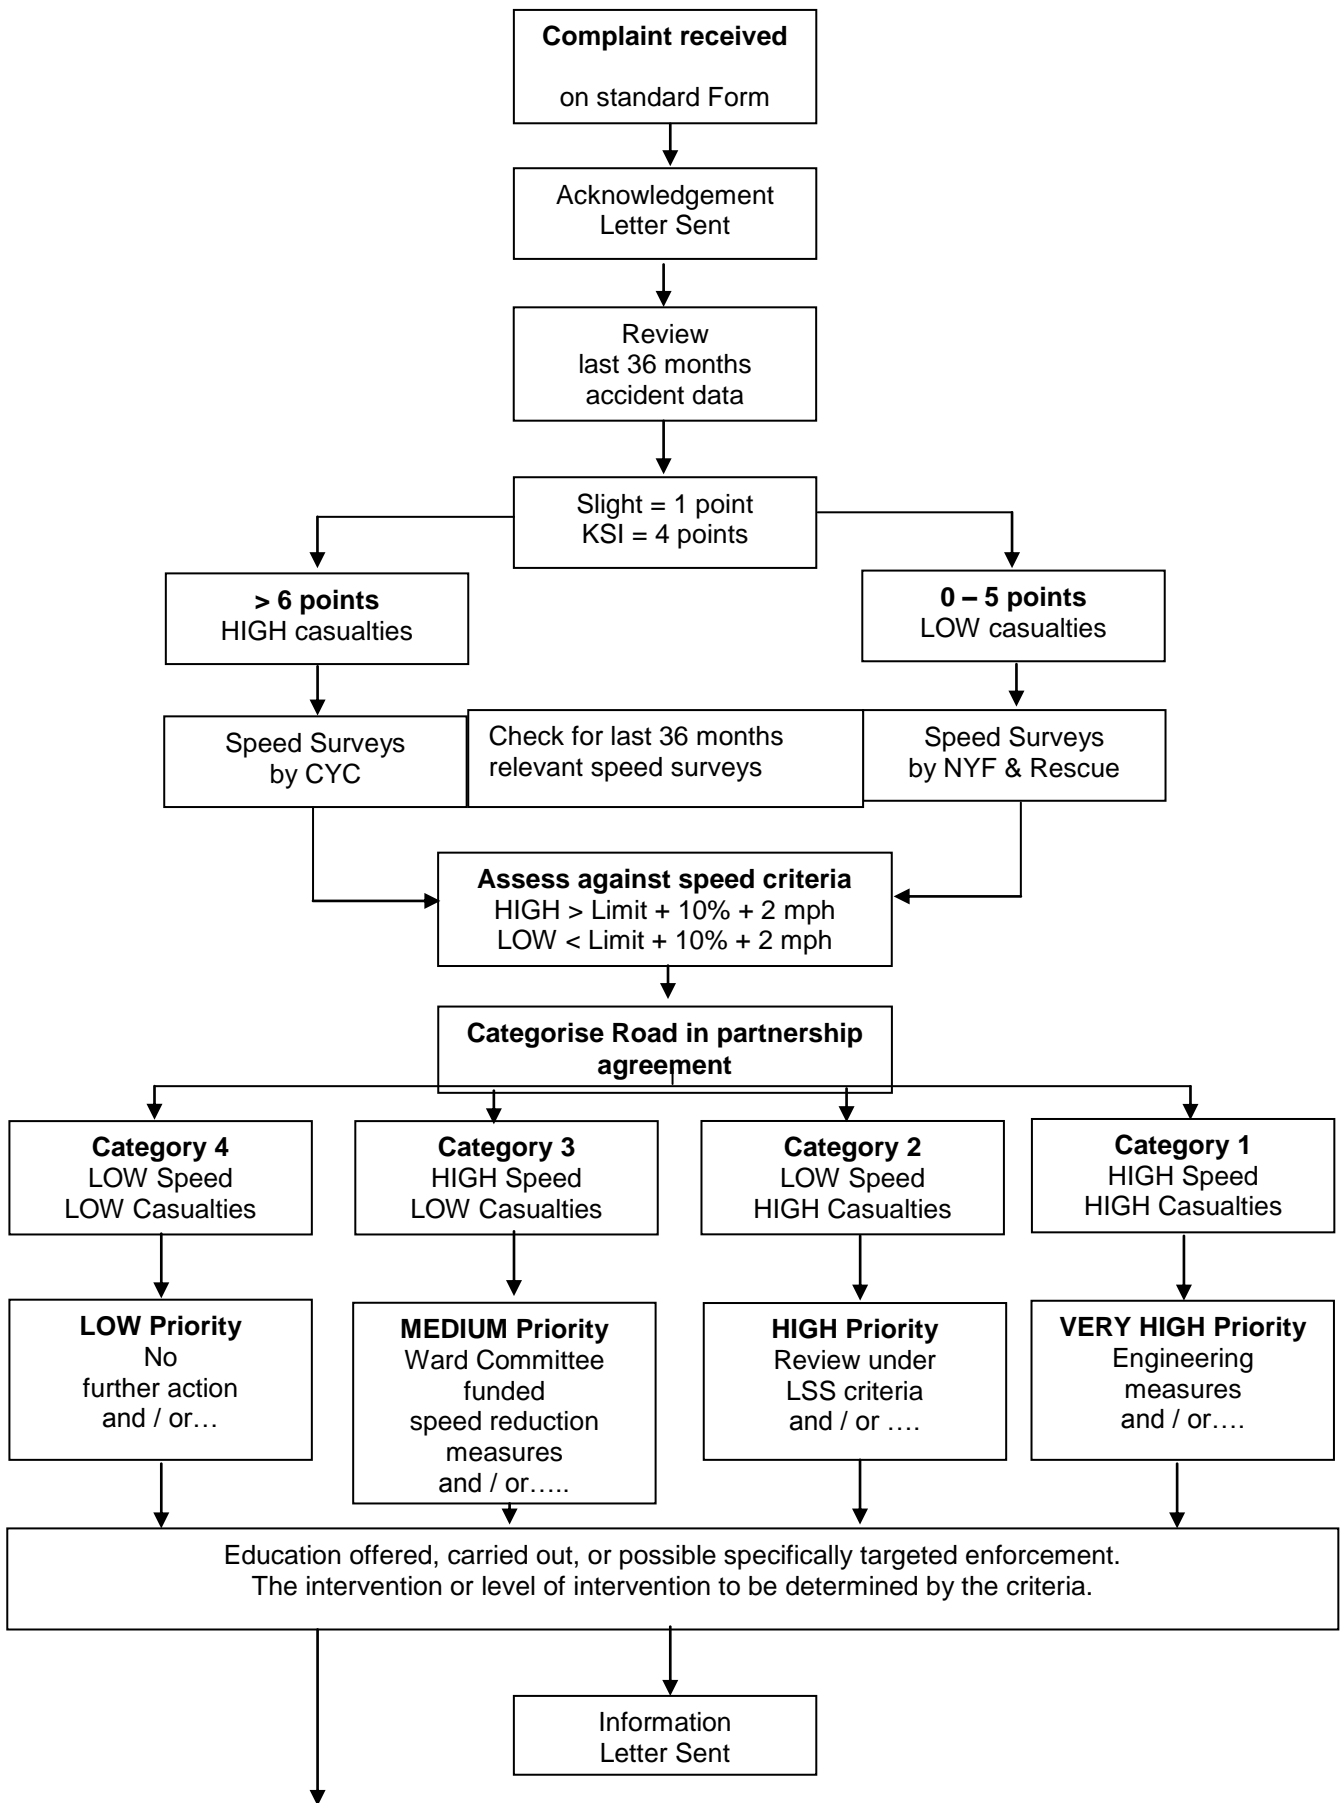 Complaint received
on standard Form
Acknowledgement
Letter Sent
Review
last 36 months
accident data
Slight = 1 point
KSI = 4 points
> 6 points
HIGH casualties
0 – 5 points
LOW casualties
Speed Surveys
by CYC
Check for last 36 months
relevant speed surveys
Speed Surveys
by NYF & Rescue
Assess against speed criteria
HIGH > Limit + 10% + 2 mph
LOW < Limit + 10% + 2 mph
Categorise Road in partnership
agreement
Category 4
LOW Speed
LOW Casualties
Category 3
HIGH Speed
LOW Casualties
Category 2
LOW Speed
HIGH Casualties
Category 1
HIGH Speed
HIGH Casualties
LOW Priority
No
further action
and / or…
MEDIUM Priority
Ward Committee
funded
speed reduction
measures
and / or…..
HIGH Priority
Review under
LSS criteria
and / or ….
VERY HIGH Priority
Engineering
measures
and / or….
Education offered, carried out, or possible specifically targeted enforcement.
The intervention or level of intervention to be determined by the criteria.
Information
Letter Sent